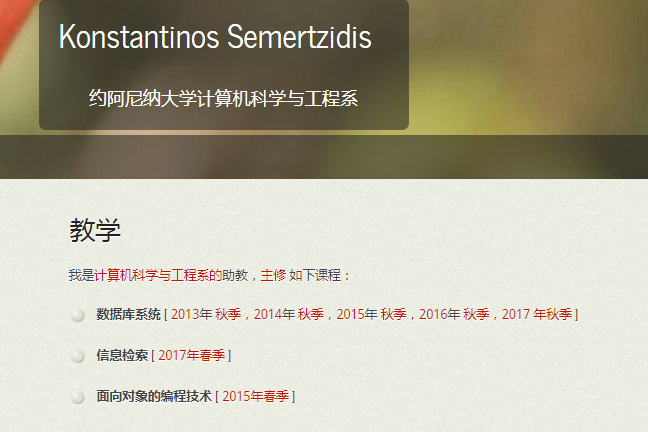 Konstantinos Semertzidis
约阿尼纳大学计算机科学与工程系
教学
我是计算机科学与工程系的助教，主修 如下课程：
数据库系统 [ 2013年 秋季，2014年 秋季，2015年 秋季，2016年 秋季，2017 年秋季 ]
信息检索 [ 2017年春季 ]
面向对象的编程技术 [ 2015年春季 ]